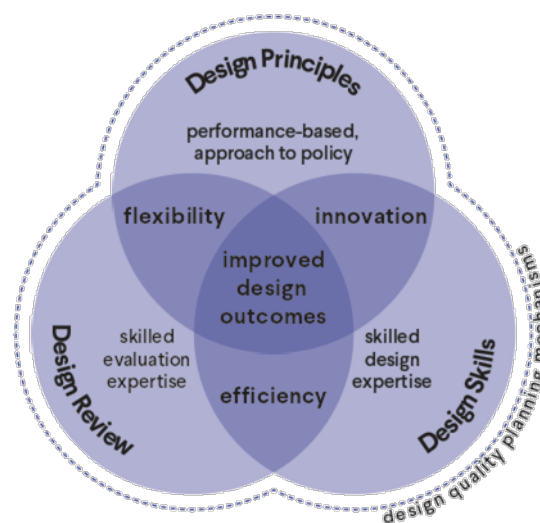 Design Principles
performance-based,
approach to policy
flexibility
innovation
improved
design
outcomes
skilled
evaluation
expertise
skilled
design
expertise
efficiency
Design Review
Design Skills
design quality planning mechanisms